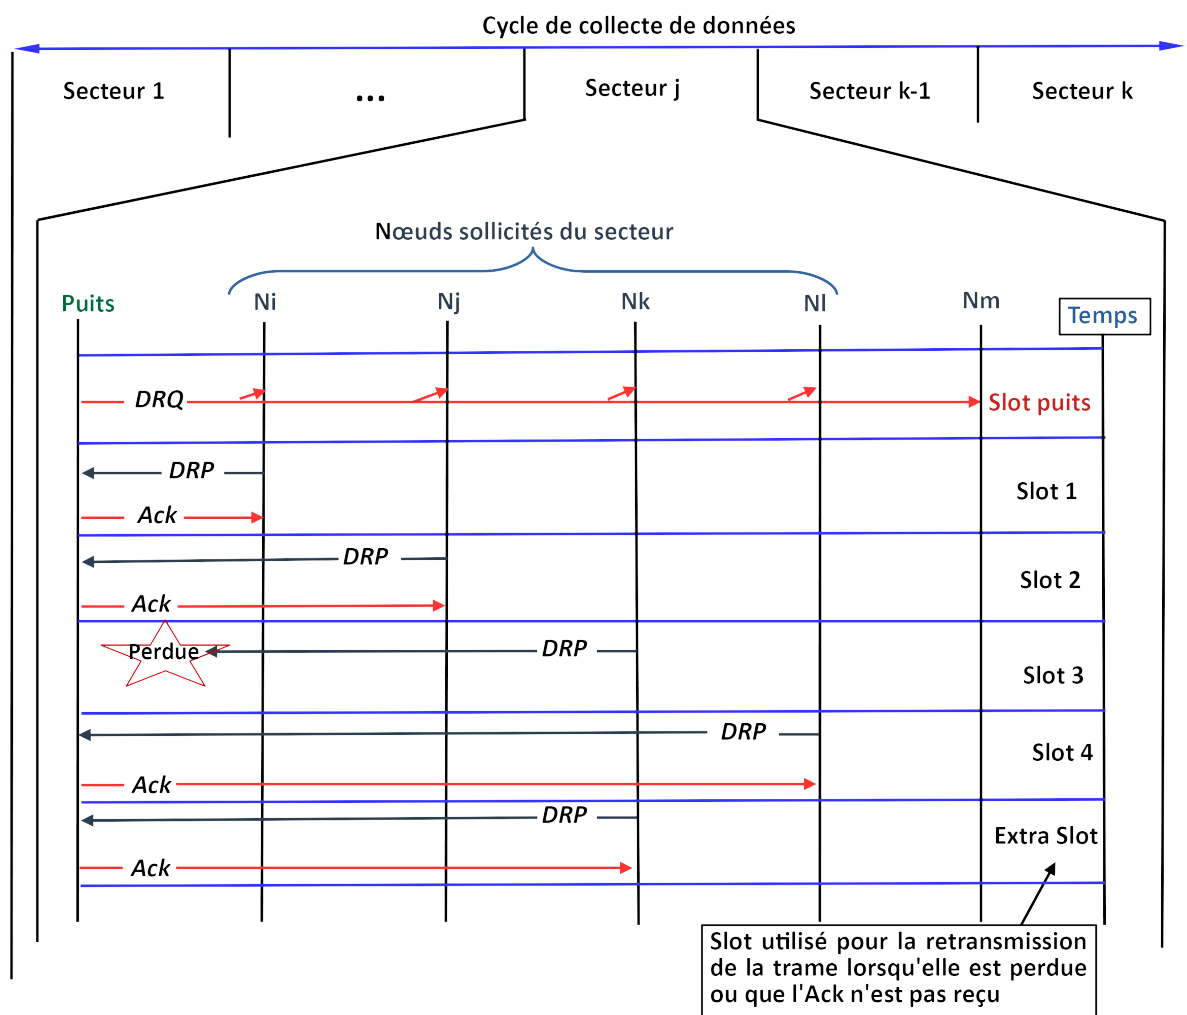 Cycle de collecte de données
Secteur 1
...
Secteur j
Secteur k-1
Secteur k
Nœuds sollicités du secteur
Puits
Ni
Nj
Nk
Nl
Nm
Temps
DRQ
Slot puits
DRP
Ack
Slot 1
DRP
Ack
Slot 2
Perdue
DRP
Slot 3
DRP
Ack
Slot 4
DRP
Ack
Extra Slot
Slot utilisé pour la retransmission
de la trame lorsqu'elle est perdue
ou que l'Ack n'est pas reçu